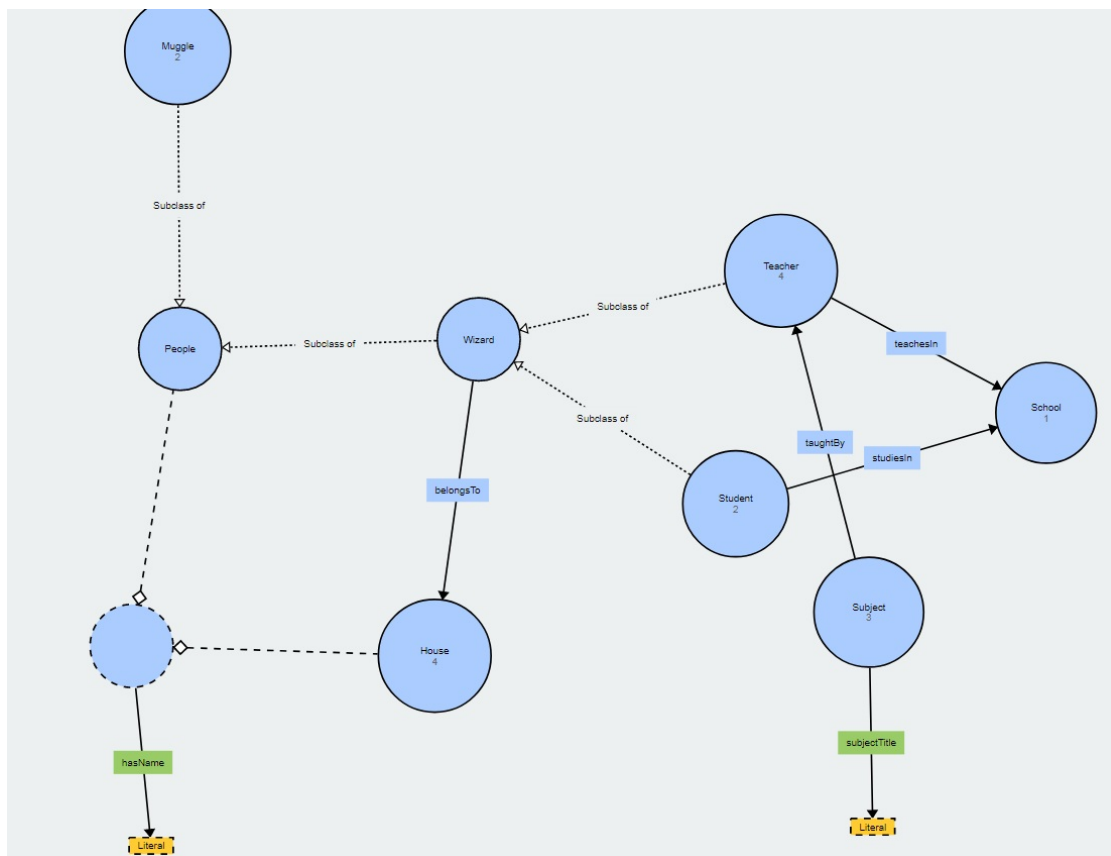 Muggle
2
Subclass of
Teacher
4
Subclass of
People
Subclass of
Wizard
teachesIn
School
1
Subclass of
taughtBy
studiesIn
belongsTo
Student
2
Subject
3
House
4
hasName
subjectTitle
Literal
Literal